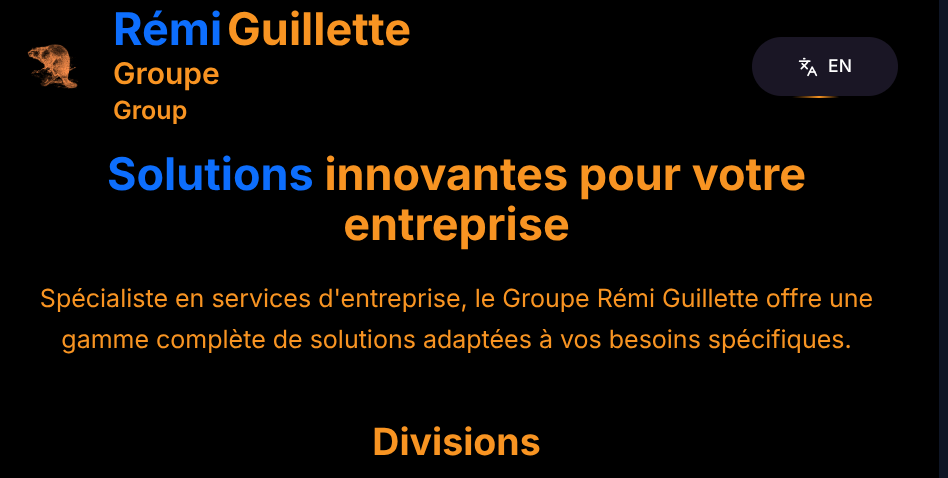 Rémi Guillette
Groupe
Group
EN
Solutions innovantes pour votre
entreprise
Spécialiste en services d'entreprise, le Groupe Rémi Guillette offre une
gamme complète de solutions adaptées à vos besoins spécifiques.
Divisions